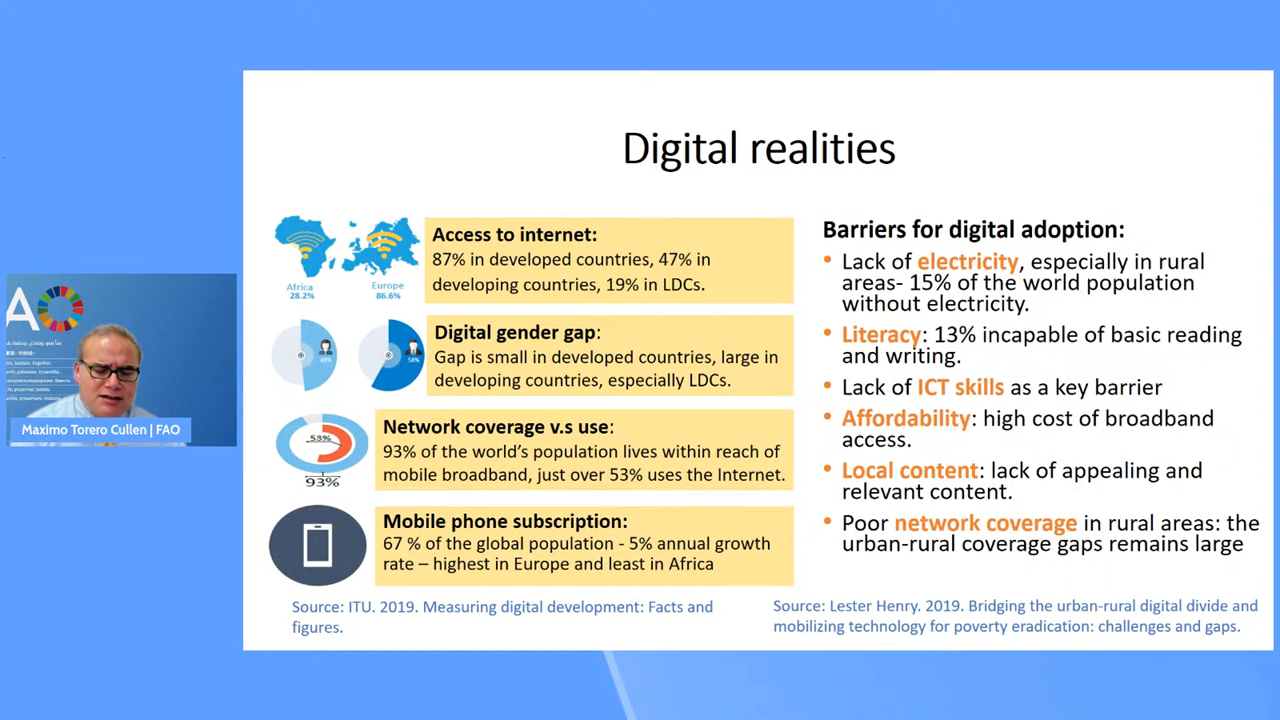 Digital realities
Africa
28.2%
Europe
86.6%
Access to internet:
87% in developed countries, 47% in
developing countries, 19% in LDCs.
48%
58%
Digital gender gap:
Gap is small in developed countries, large in
developing countries, especially LDCs.
53%
93%
Network coverage v.s use:
93% of the world's population lives within reach of
mobile broadband, just over 53% uses the Internet.
Mobile phone subscription:
67 % of the global population - 5% annual growth
rate – highest in Europe and least in Africa
Source: ITU. 2019. Measuring digital development: Facts and
figures.
Barriers for digital adoption:
• Lack of electricity, especially in rural
areas- 15% of the world population
without electricity.
• Literacy: 13% incapable of basic reading
and writing.
• Lack of ICT skills as a key barrier
• Affordability: high cost of broadband
access.
• Local content: lack of appealing and
relevant content.
• Poor network coverage in rural areas: the
urban-rural coverage gaps remains large
Source: Lester Henry. 2019. Bridging the urban-rural digital divide and
mobilizing technology for poverty eradication: challenges and gaps.
A
Maximo Torero Cullen | FAO